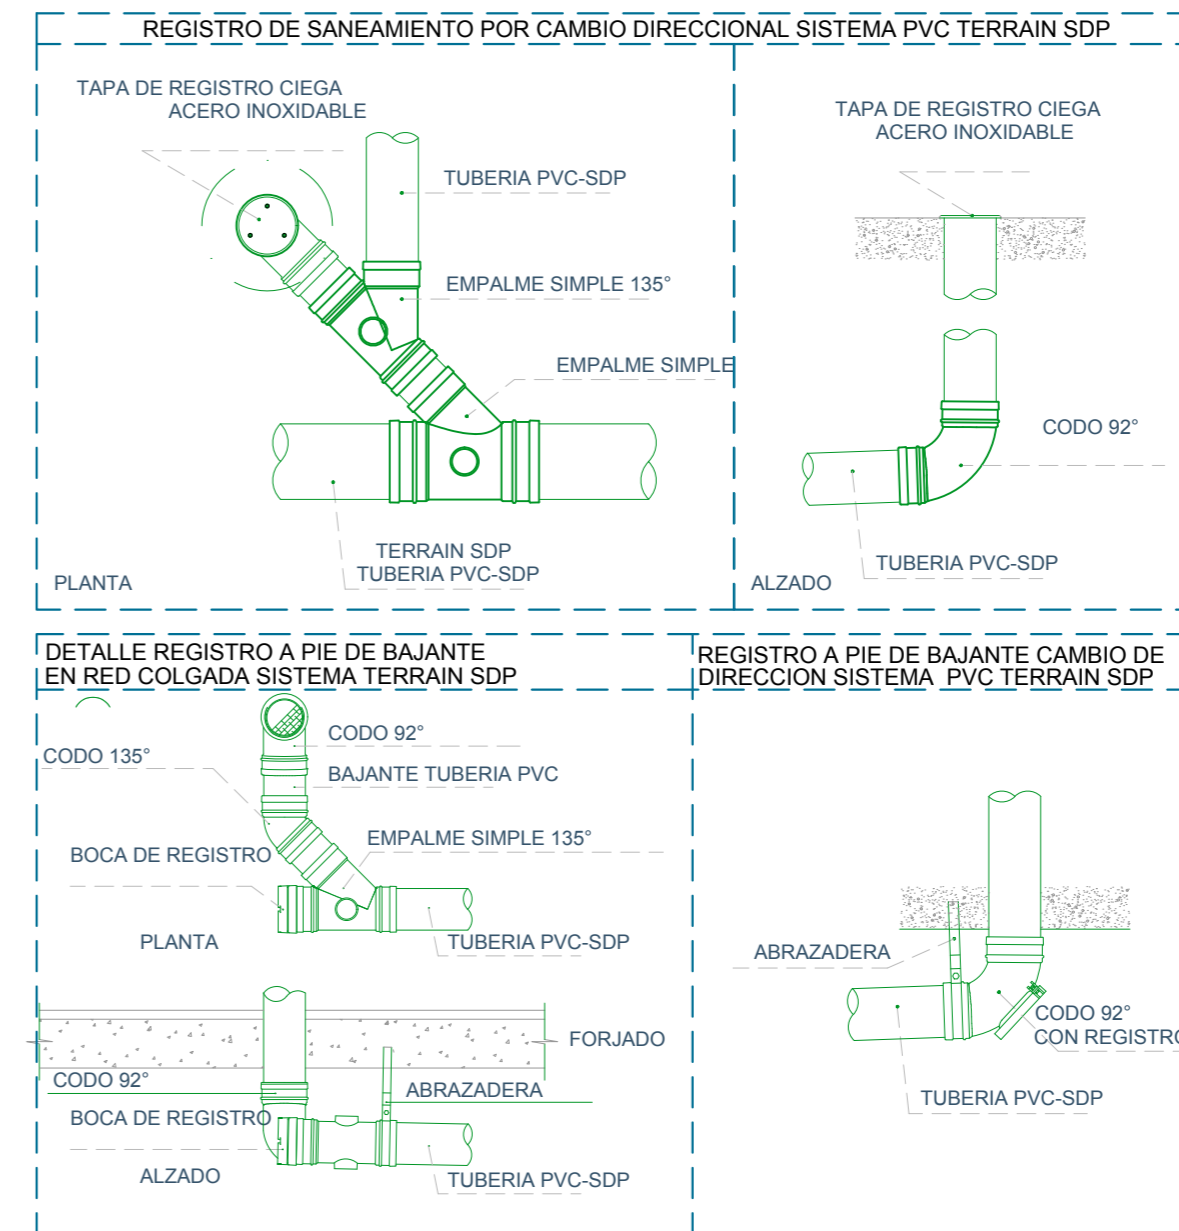 REGISTRO DE SANEAMIENTO POR CAMBIO DIRECCIONAL SISTEMA PVC TERRAIN SDP
TAPA DE REGISTRO CIEGA
ACERO INOXIDABLE
TUBERIA PVC-SDP
EMPALME SIMPLE 135°
EMPALME SIMPLE
TERRAIN SDP
TUBERIA PVC-SDP
PLANTA
TAPA DE REGISTRO CIEGA
ACERO INOXIDABLE
CODO 92°
TUBERIA PVC-SDP
ALZADO
DETALLE REGISTRO A PIE DE BAJANTE
EN RED COLGADA SISTEMA TERRAIN SDP
CODO 92°
CODO 135°
BAJANTE TUBERIA PVC
EMPALME SIMPLE 135°
BOCA DE REGISTRO
PLANTA
TUBERIA PVC-SDP
FORJADO
CODO 92°
ABRAZADERA
BOCA DE REGISTRO
ALZADO
TUBERIA PVC-SDP
REGISTRO A PIE DE BAJANTE CAMBIO DE
DIRECCION SISTEMA PVC TERRAIN SDP
ABRAZADERA
CODO 92°
CON REGISTRO
TUBERIA PVC-SDP